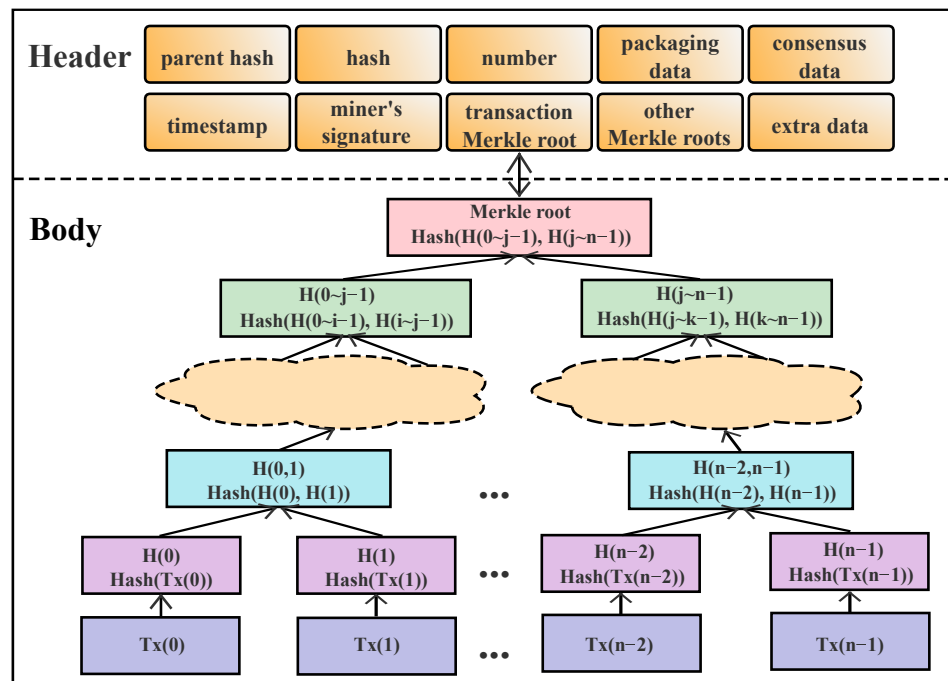 Header
parent hash
hash
number
packaging
data
consensus
data
timestamp
miner's
signature
transaction
Merkle root
other
Merkle roots
extra data
Body
Merkle root
Hash(H(0~j−1), H(j~n−1))
H(0~j−1)
Hash(H(0~i−1), H(i~j−1))
H(j~n−1)
Hash(H(j~k−1), H(k~n−1))
H(0,1)
Hash(H(0), H(1))
...
H(n−2,n−1)
Hash(H(n−2), H(n−1))
H(0)
Hash(Tx(0))
H(1)
Hash(Tx(1))
...
H(n−2)
Hash(Tx(n−2))
H(n−1)
Hash(Tx(n−1))
Tx(0)
Tx(1)
...
Tx(n−2)
Tx(n−1)